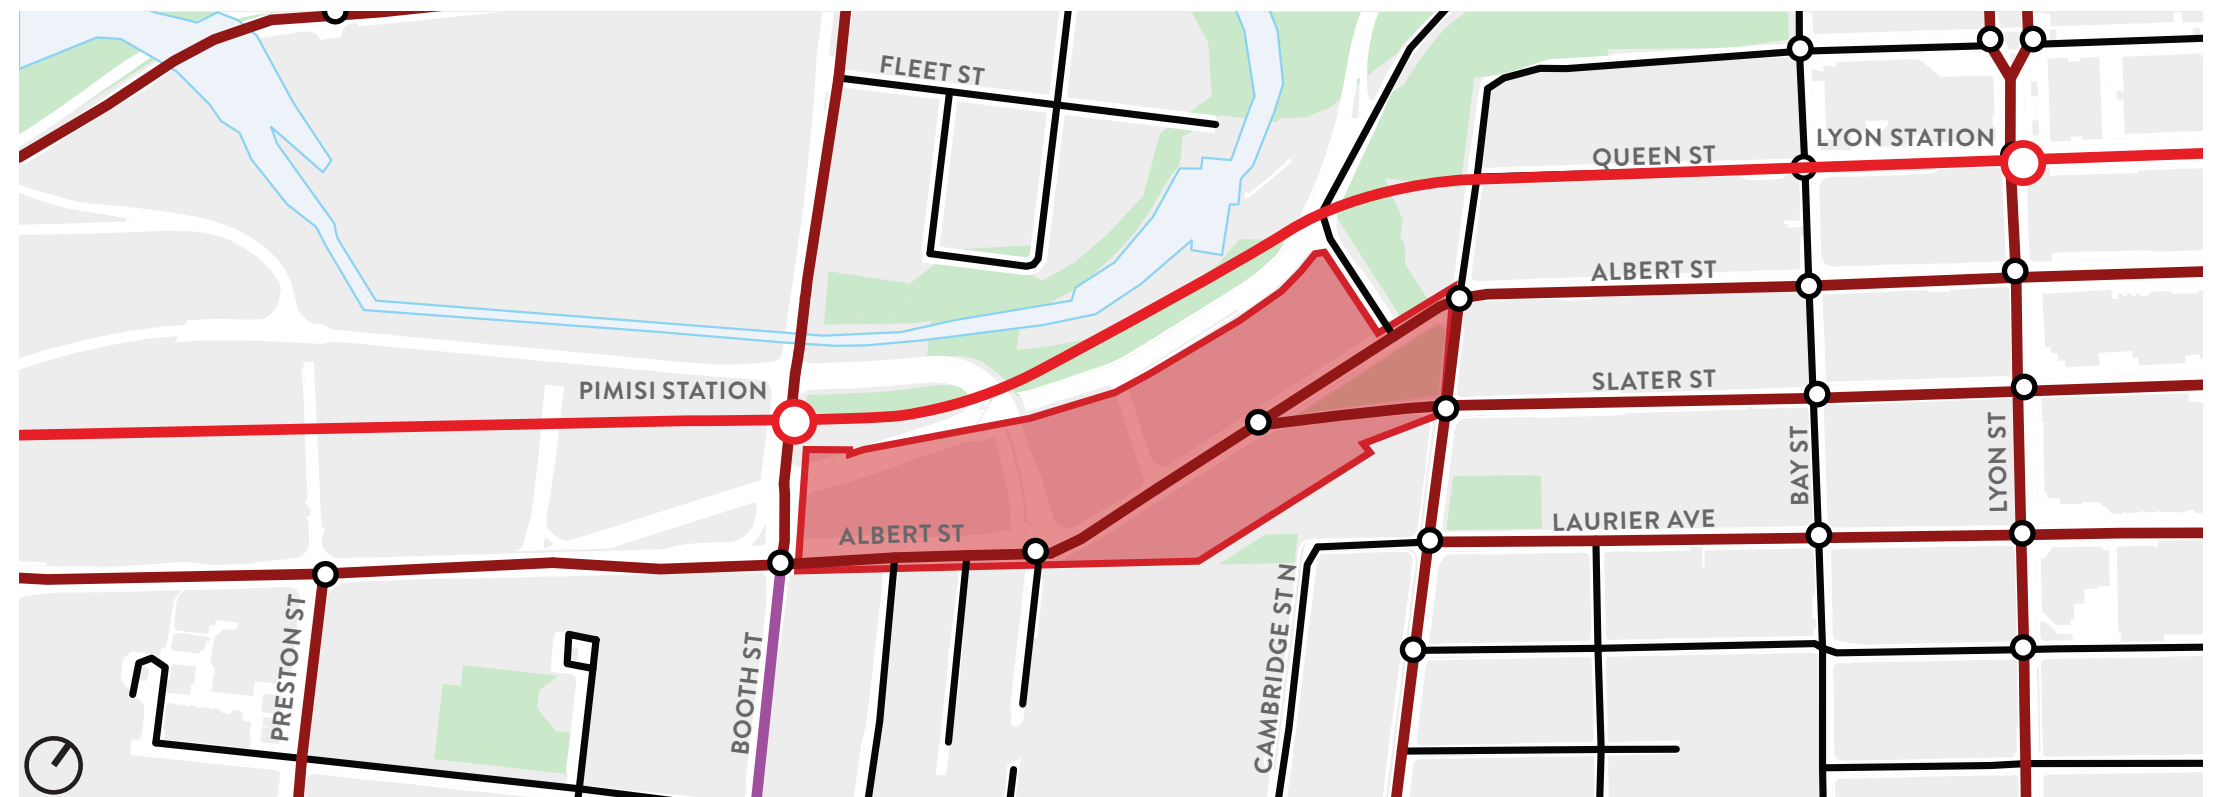 FLEET ST
LYON STATION
QUEEN ST
ALBERT ST
PIMISI STATION
SLATER ST
BAY ST
LYON ST
LAURIER AVE
ALBERT ST
PRESTON ST
BOOTH ST
CAMBRIDGE ST N